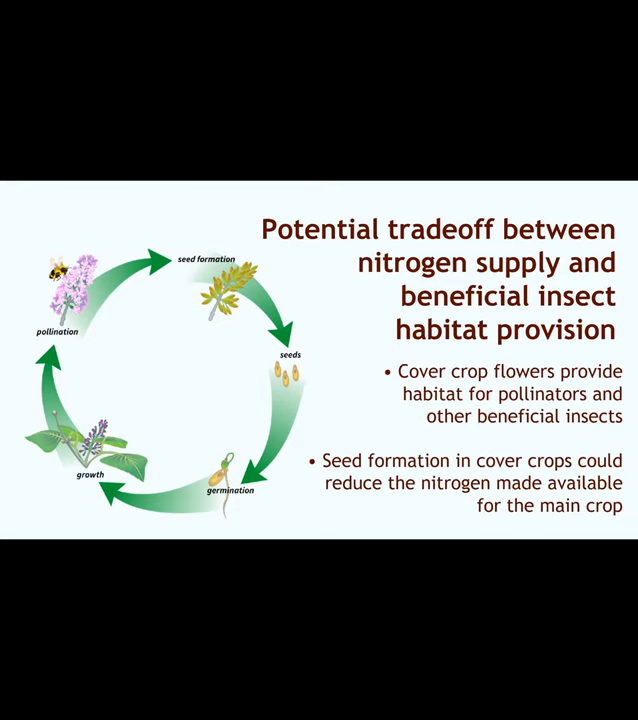 Potential tradeoff between
nitrogen supply and
beneficial insect
habitat provision
• Cover crop flowers provide
habitat for pollinators and
other beneficial insects
• Seed formation in cover crops could
reduce the nitrogen made available
for the main crop
seed formation
seeds
germination
growth
pollination